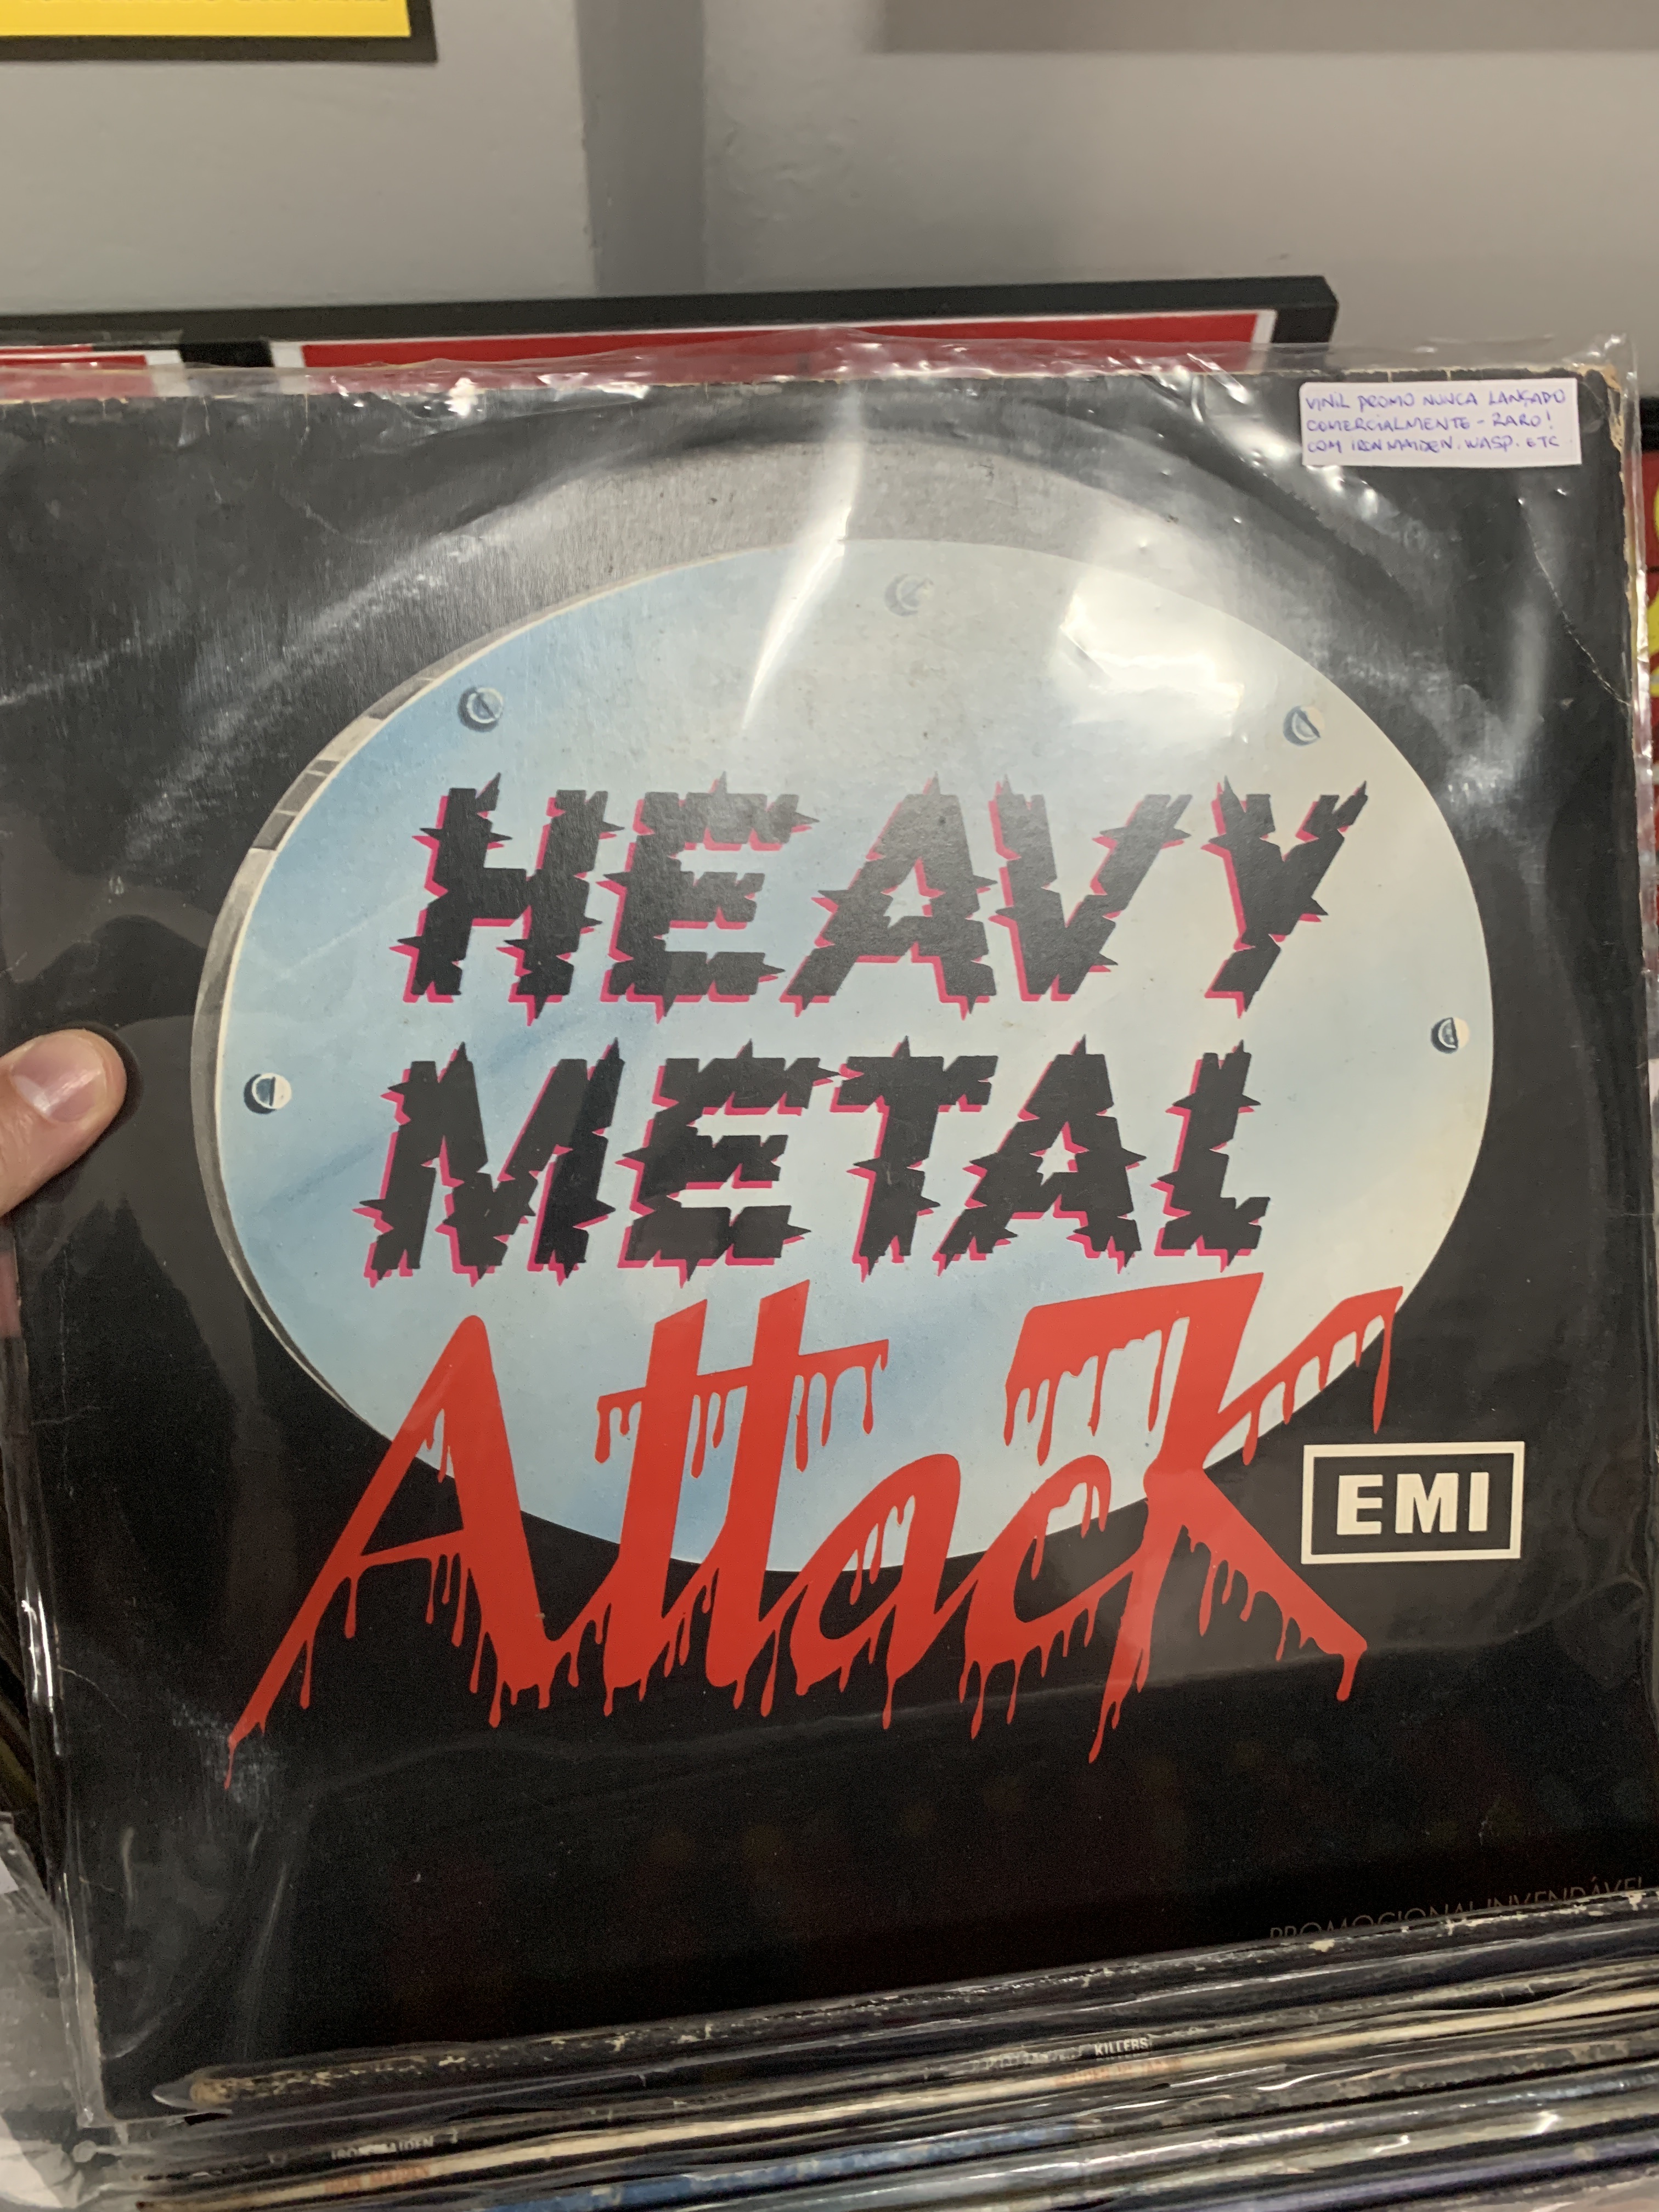 VINIL PROMO NUNCA LANÇADO
COMERCIALMENTE - RARO!
COM IRON MAIDEN, WASP. ETC.
HEAVY
METAL
Attack
EMI
PROMOCIONAL INVENDÁVEL
KILLERS
IRON MAIDEN